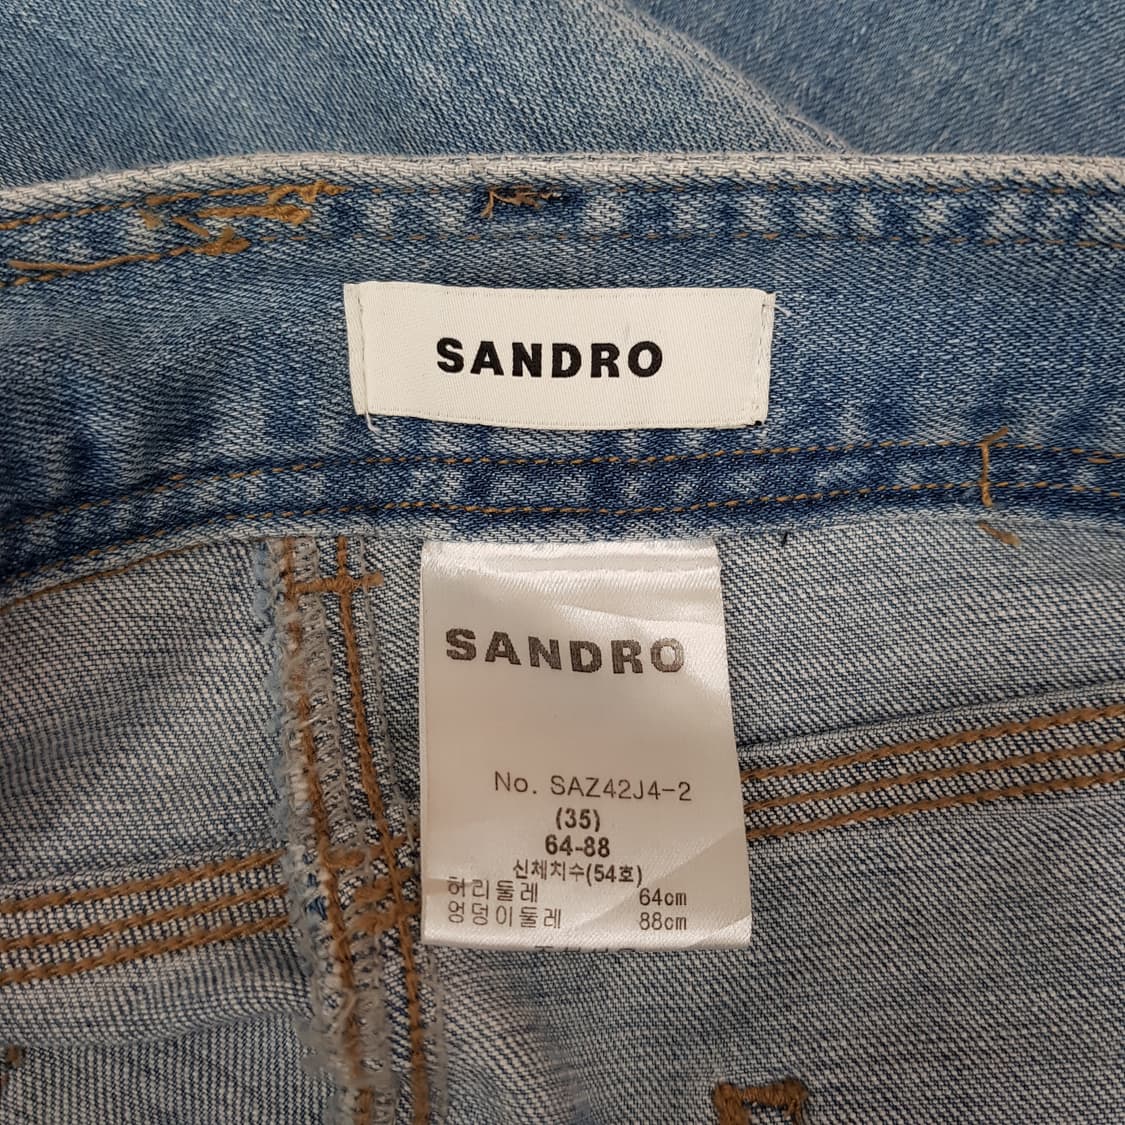 SANDRO
SANDRO
No. SAZ42J4-2
(35)
64-88
신체치수(54호)
허리둘레 64cm
엉덩이둘레 88cm